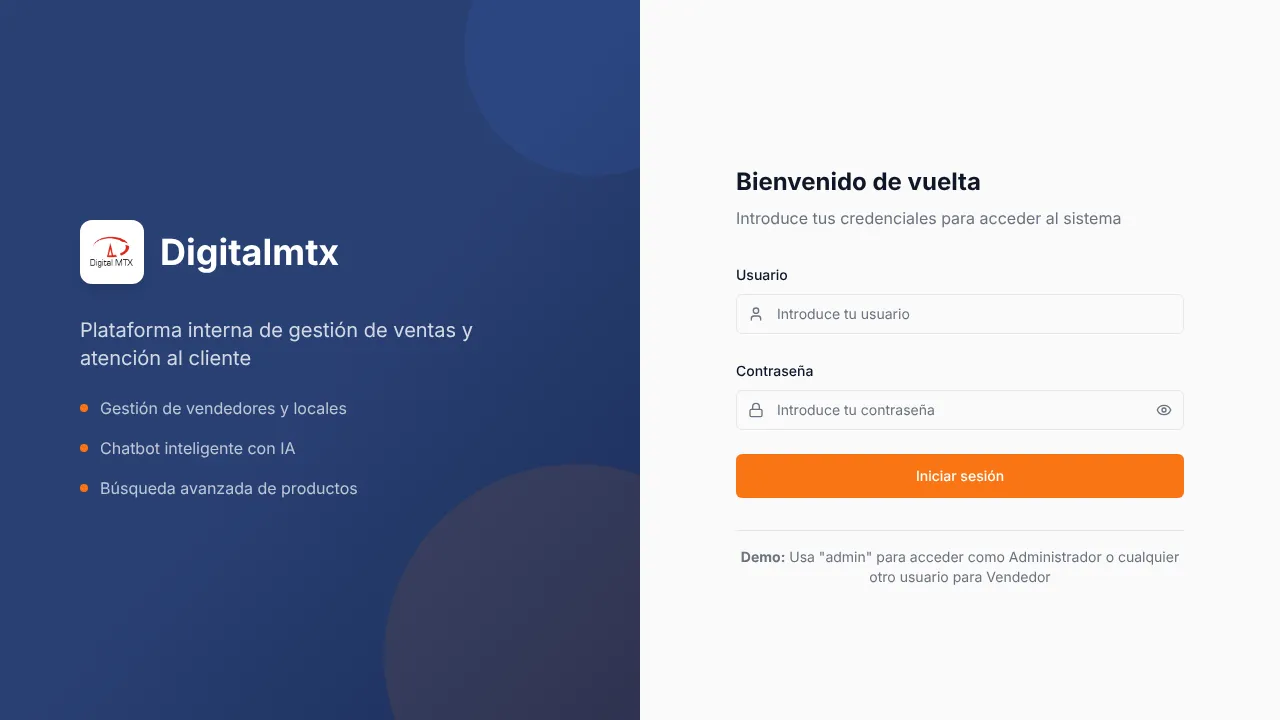 Digital MTX
Digitalmtx
Plataforma interna de gestión de ventas y
atención al cliente
Gestión de vendedores y locales
Chatbot inteligente con IA
Búsqueda avanzada de productos
Bienvenido de vuelta
Introduce tus credenciales para acceder al sistema
Usuario
Introduce tu usuario
Contraseña
Introduce tu contraseña
Iniciar sesión
Demo: Usa "admin" para acceder como Administrador o cualquier
otro usuario para Vendedor